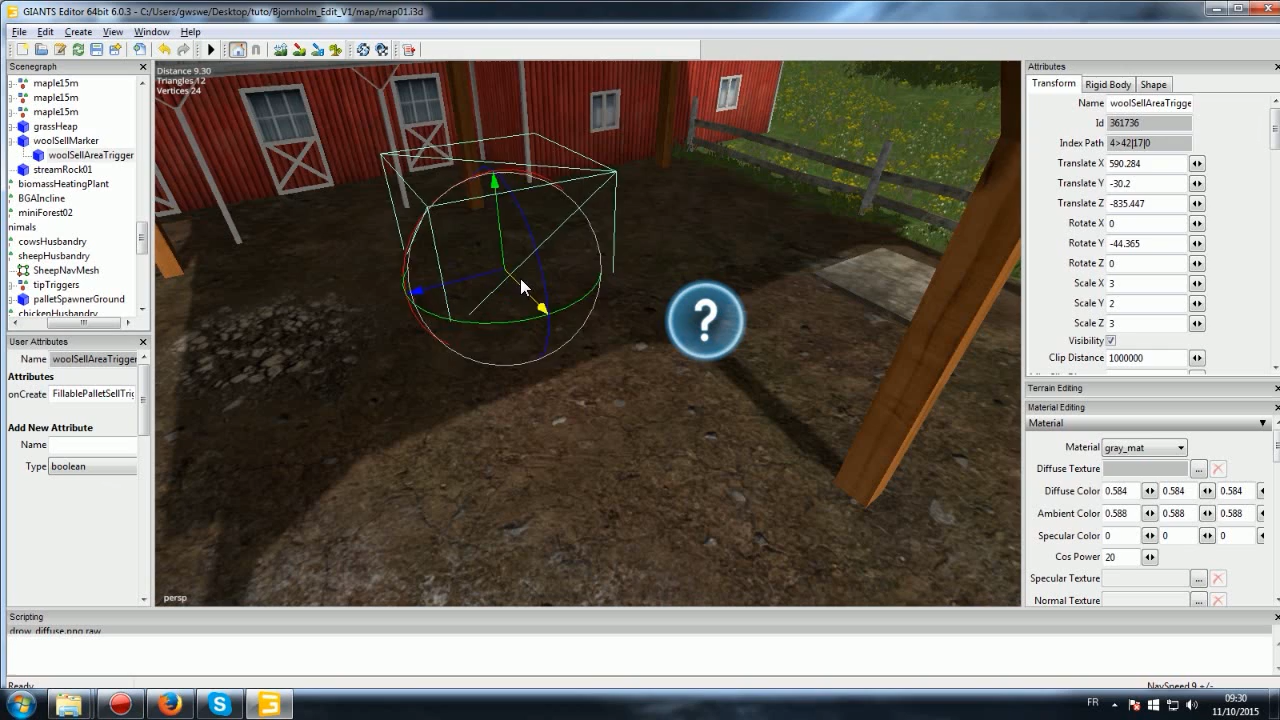 GIANTS Editor 64bit 6.0.3 - C:/Users/gwswe/Desktop/tuto/Bjornholm_Edit_V1/map/map01.i3d
File Edit Create View Window Help
Scenegraph
maple15m
maple15m
maple15m
grassHeap
woolSellMarker
woolSellAreaTrigger
streamRock01
biomassHeatingPlant
BGAIncline
miniForest02
nimals
cowsHusbandry
sheepHusbandry
SheepNavMesh
tipTriggers
palletSpawnerGround
chickenHusbandry
User Attributes
Name woolSellAreaTrigger
Attributes
onCreate FillablePalletSellTrig
Add New Attribute
Name
Type boolean
Distance 9.30
Triangles 12
Vertices 24
?
persp
Attributes
Transform Rigid Body Shape
Name woolSellAreaTrigge
Id 361736
Index Path 4>42|17|0
Translate X 590.284
Translate Y -30.2
Translate Z -835.447
Rotate X 0
Rotate Y -44.365
Rotate Z 0
Scale X 3
Scale Y 2
Scale Z 3
Visibility
Clip Distance 1000000
Terrain Editing
Material Editing
Material
Material gray_mat
Diffuse Texture ...
Diffuse Color 0.584 0.584 0.584
Ambient Color 0.588 0.588 0.588
Specular Color 0 0 0
Cos Power 20
Specular Texture ...
Normal Texture ...
Scripting
drow_diffuse.png.raw
Ready
NavSpeed 9 +/-
FR
09:30
11/10/2015